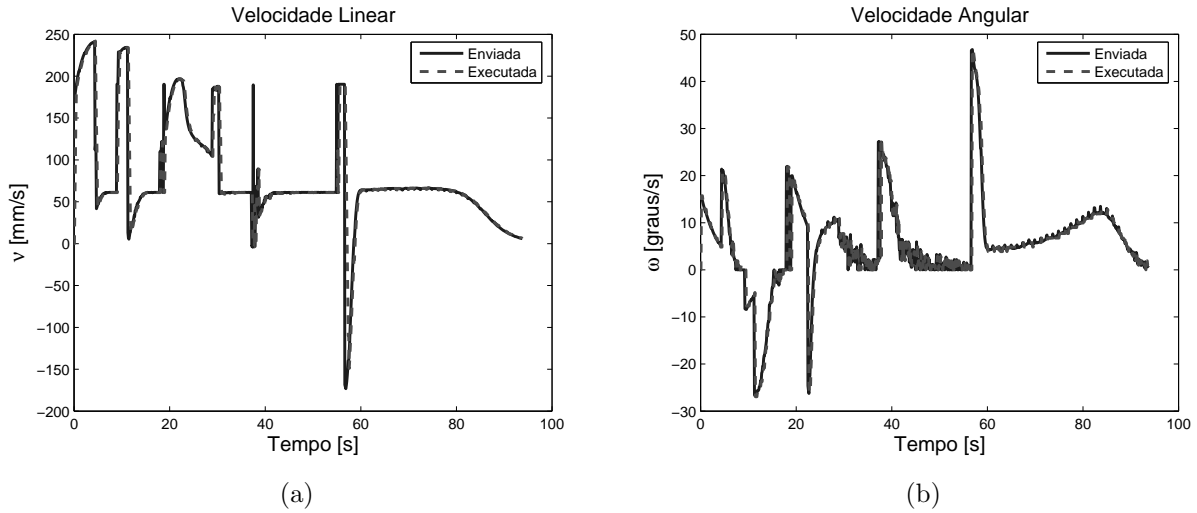 Velocidade Linear
250
200
150
100
50
0
−50
−100
−150
−200
ν [mm/s]
0
20
40
60
80
100
Tempo [s]
Enviada
Executada
(a)
Velocidade Angular
50
40
30
20
10
0
−10
−20
−30
ω [graus/s]
0
20
40
60
80
100
Tempo [s]
Enviada
Executada
(b)